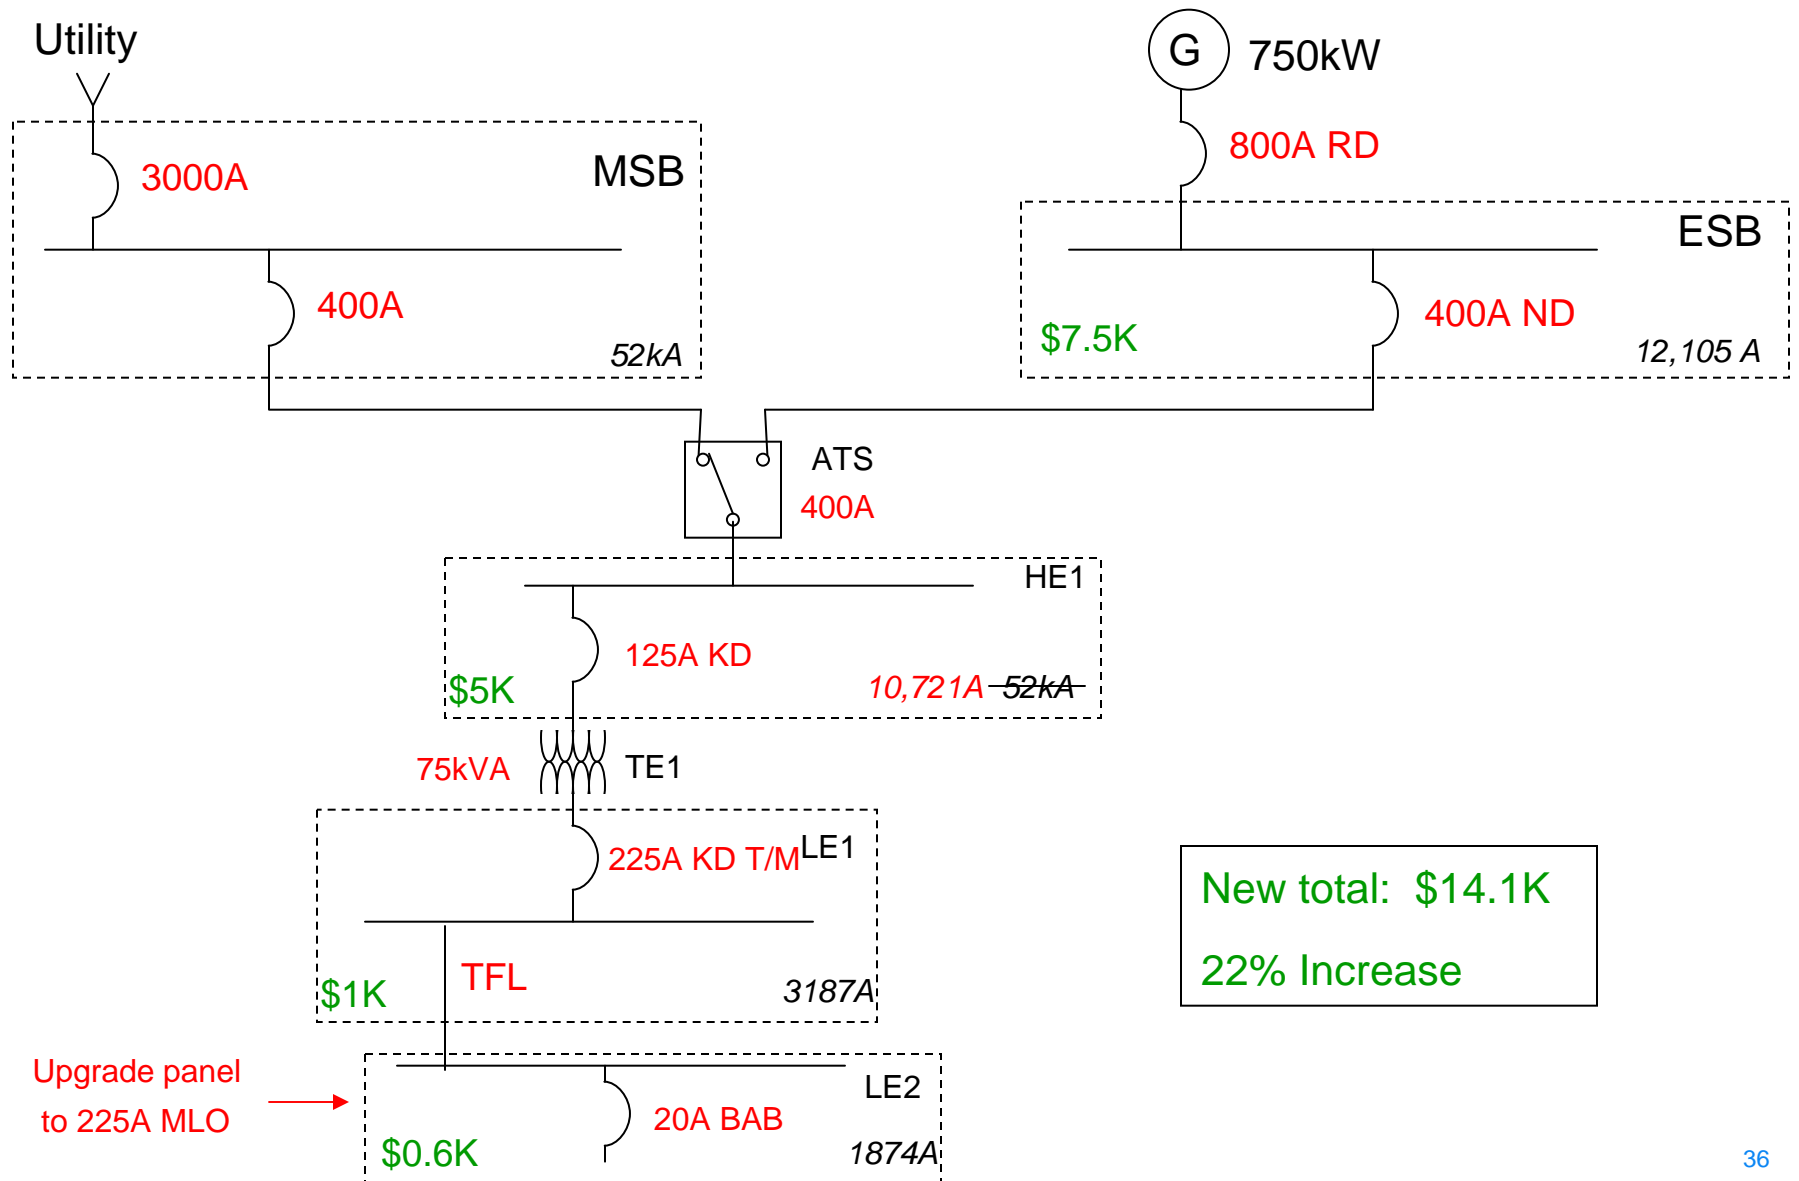 Utility
G
750kW
800A RD
3000A
MSB
ESB
400A
400A ND
$7.5K
52kA
12,105 A
ATS
400A
HE1
125A KD
$5K
10,721A 52kA
75kVA
TE1
225A KD T/M
LE1
New total: $14.1K
22% Increase
TFL
$1K
3187A
Upgrade panel
to 225A MLO
LE2
20A BAB
$0.6K
1874A
36